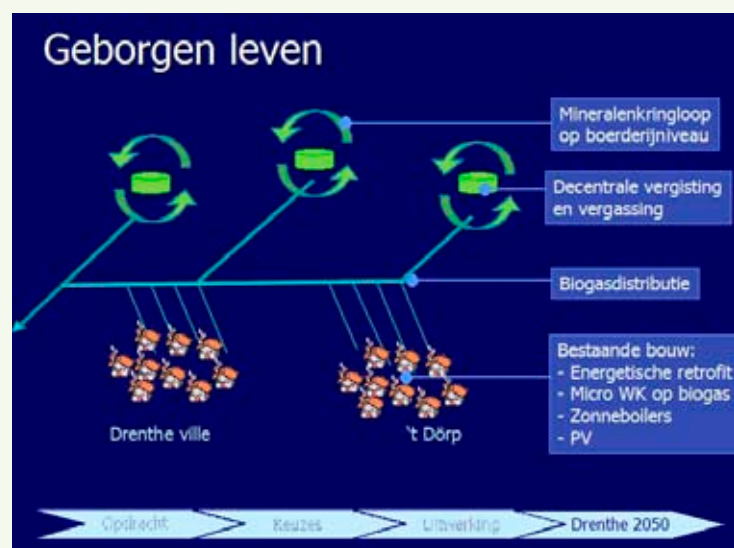 Geborgen leven
Mineralenkringloop
op boerderijniveau
Decentrale vergisting
en vergassing
Biogasdistributie
Bestaande bouw:
- Energetische retrofit
- Micro WK op biogas
- Zonneboilers
- PV
Drenthe ville
't Dörp
Opdracht
Keuzes
Uitwerking
Drenthe 2050